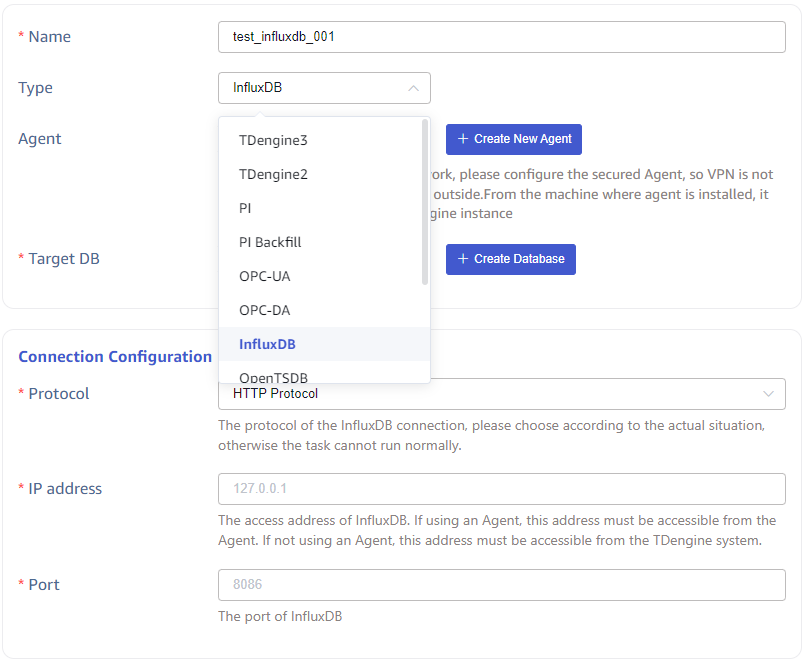 * Name
test_influxdb_001
Type
InfluxDB
Agent
+ Create New Agent
TDengine3
TDengine2
PI
PI Backfill
OPC-UA
OPC-DA
InfluxDB
OpenTSDB
please configure the secured Agent, so VPN is not
outside.From the machine where agent is installed, it
instance
* Target DB
+ Create Database
Connection Configuration
* Protocol
HTTP Protocol
The protocol of the InfluxDB connection, please choose according to the actual situation,
otherwise the task cannot run normally.
* IP address
127.0.0.1
The access address of InfluxDB. If using an Agent, this address must be accessible from the
Agent. If not using an Agent, this address must be accessible from the TDengine system.
* Port
8086
The port of InfluxDB